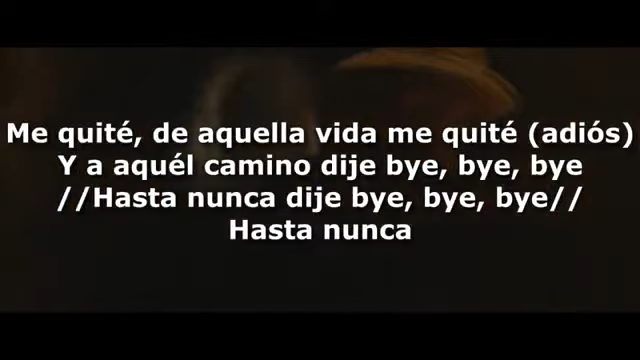 Me quité, de aquella vida me quité (adiós)
Y a aquél camino dije bye, bye, bye
//Hasta nunca dije bye, bye, bye//
Hasta nunca